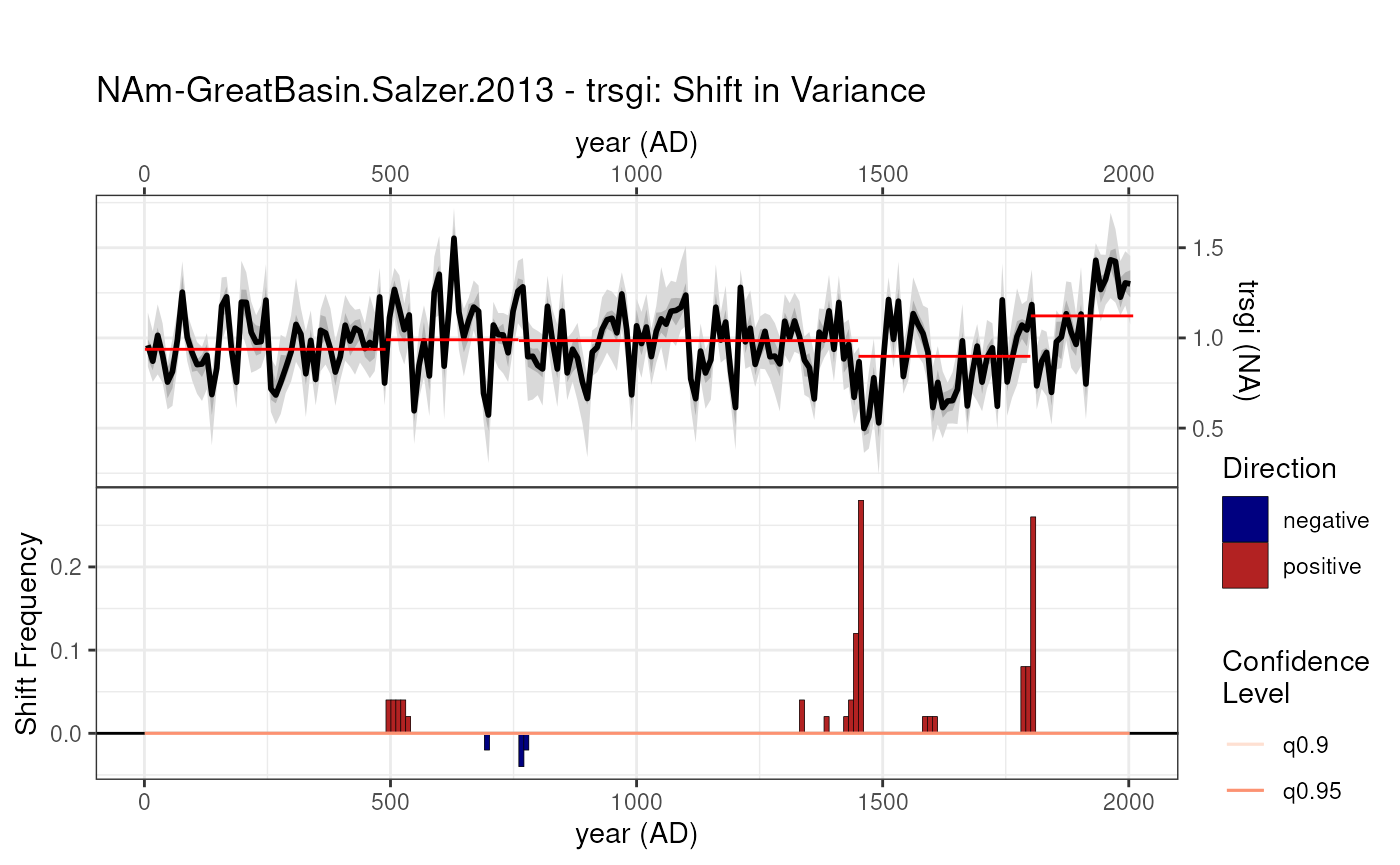 NAm-GreatBasin.Salzer.2013 - trsgi: Shift in Variance
year (AD)
0 500 1000 1500 2000
1.5
1.0
0.5
trsgi (NA)
Shift Frequency
0.2
0.1
0.0
0 500 1000 1500 2000
year (AD)
Direction
negative
positive
Confidence
Level
q0.9
q0.95